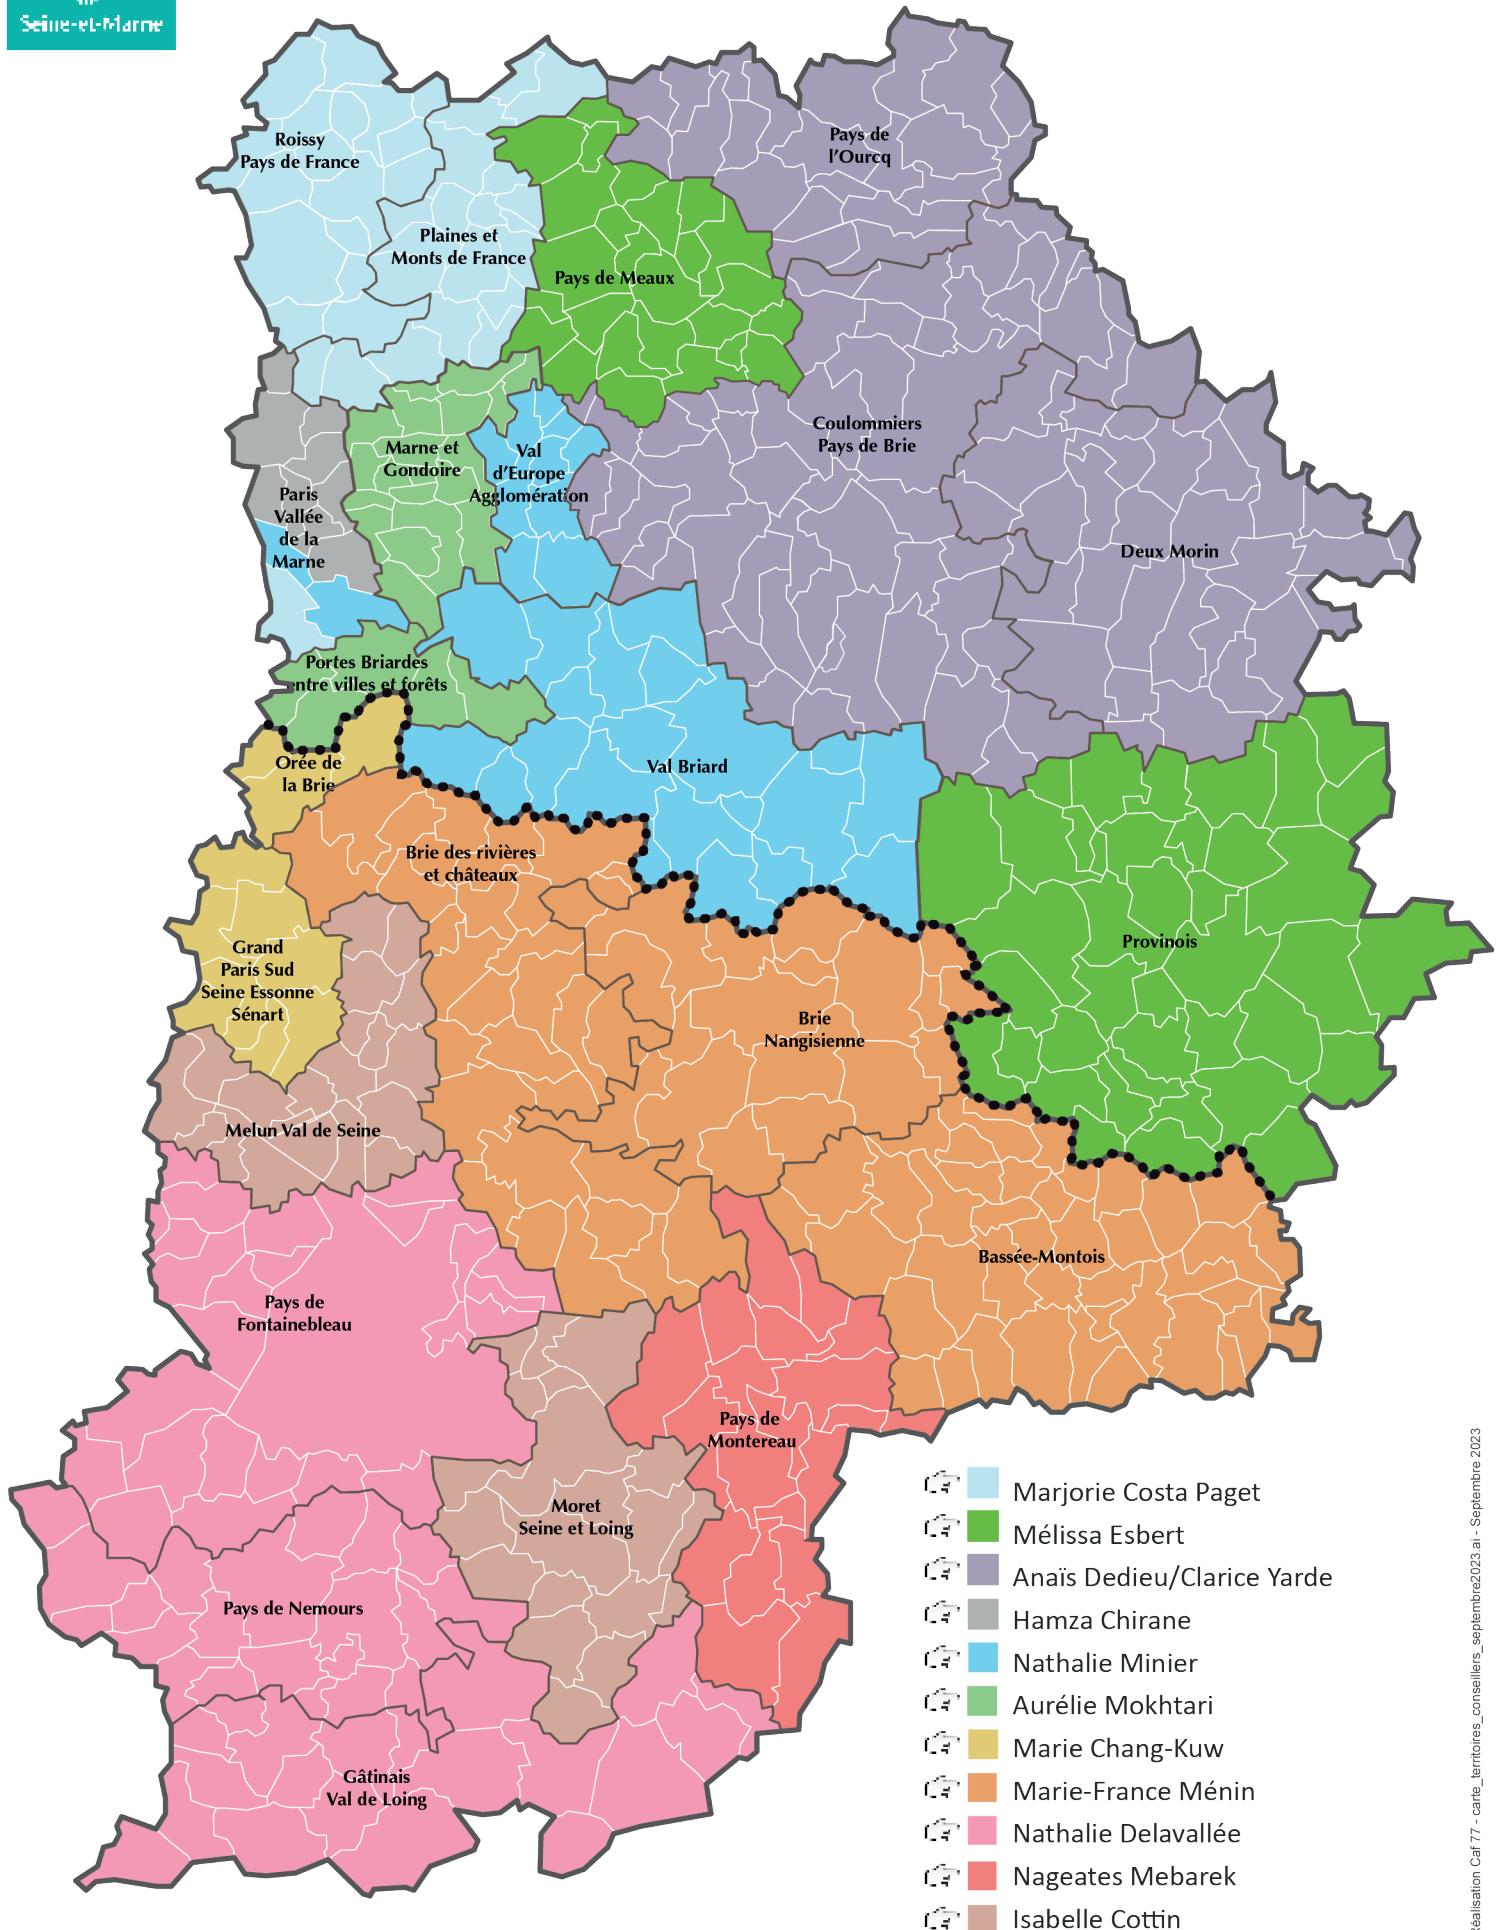 Seine-et-Marne
Roissy
Pays de France
Pays de
l'Ourcq
Plaines et
Monts de France
Pays de Meaux
Marne et
Gondoire
Val
d'Europe
Agglomération
Coulommiers
Pays de Brie
Paris
Vallée
de la
Marne
Deux Morin
Portes Briardes
entre villes et forêts
Orée de
la Brie
Val Briard
Brie des rivières
et châteaux
Grand
Paris Sud
Seine Essonne
Sénart
Provinois
Brie
Nangisienne
Melun Val de Seine
Bassée-Montois
Pays de
Fontainebleau
Pays de
Montereau
Moret
Seine et Loing
Pays de Nemours
Gâtinais
Val de Loing
Marjorie Costa Paget
Mélissa Esbert
Anaïs Dedieu/Clarice Yarde
Hamza Chirane
Nathalie Minier
Aurélie Mokhtari
Marie Chang-Kuw
Marie-France Ménin
Nathalie Delavallée
Nageates Mebarek
Isabelle Cottin
Réalisation Caf 77 - carte_territoires_conseillers_septembre2023.ai - Septembre 2023